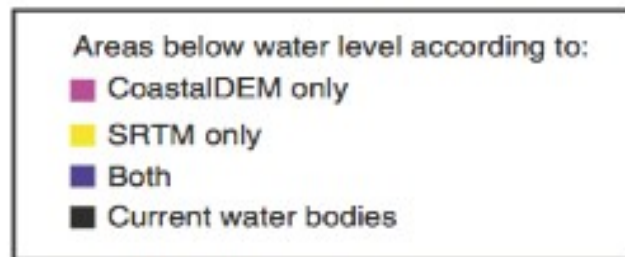 Areas below water level according to:
CoastalDEM only
SRTM only
Both
Current water bodies